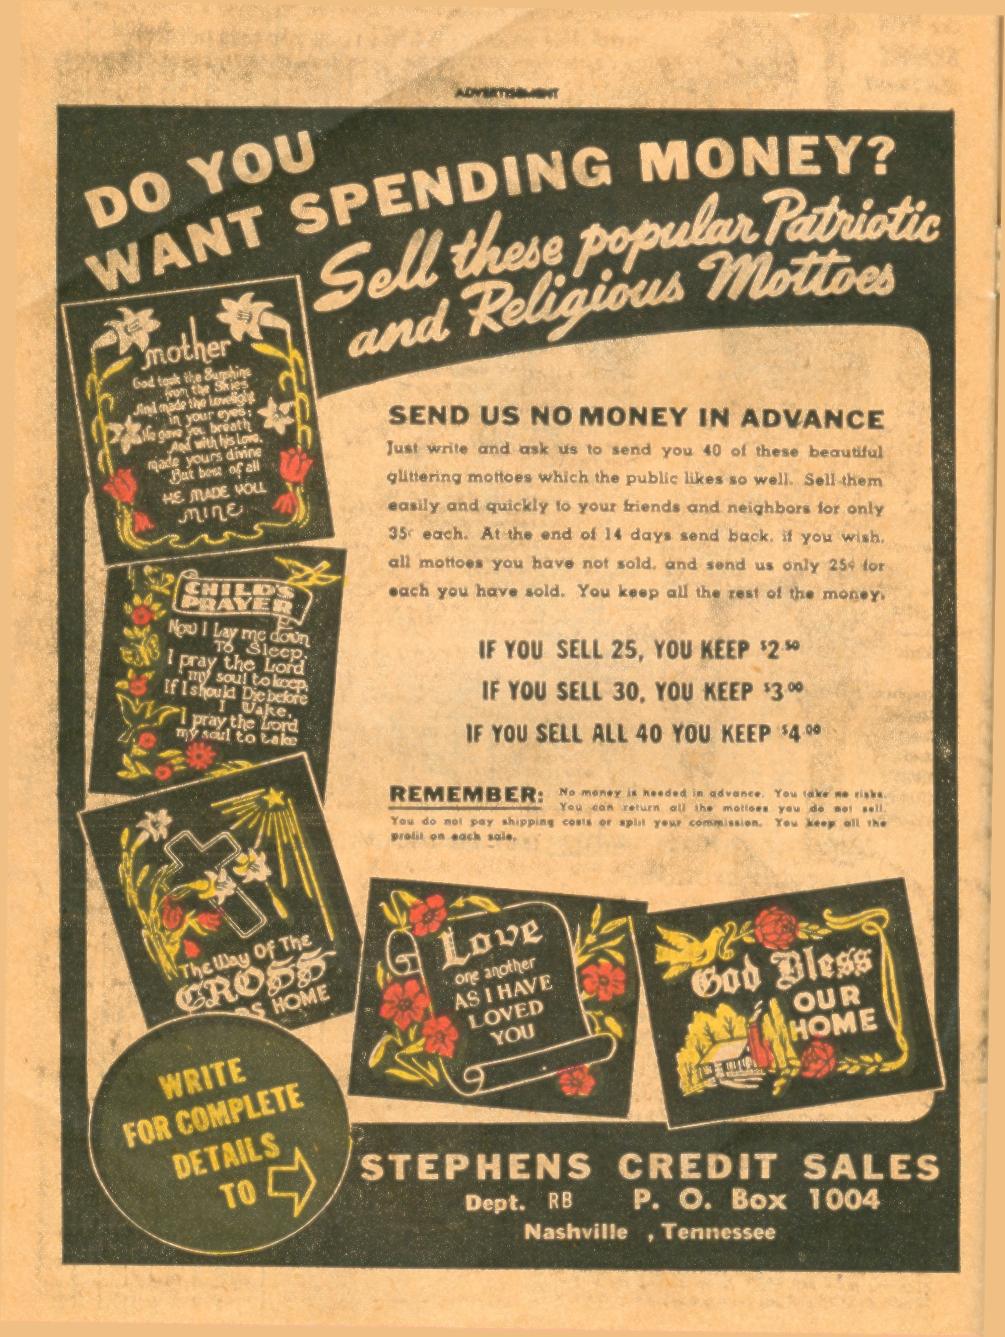 ADVERTISEMENT
DO YOU
WANT SPENDING MONEY?
Sell these popular Patriotic
and Religious Mottoes
mother
God took the Sunshine
from the Skies
And made the Lovelight
in your eyes;
He gave you breath
And with his Love,
made yours divine
But best of all
HE MADE YOU
MINE
CHILD'S
PRAYER
Now I Lay me down
TO Sleep,
I pray the Lord
my soul to keep,
If I should Die before
I Wake,
I pray the Lord
my soul to take
The Way Of The
CROSS
DS HOME
SEND US NO MONEY IN ADVANCE
Just write and ask us to send you 40 of these beautiful
glittering mottoes which the public likes so well. Sell them
easily and quickly to your friends and neighbors for only
35c each. At the end of 14 days send back, if you wish,
all mottoes you have not sold, and send us only 25¢ for
each you have sold. You keep all the rest of the money.
IF YOU SELL 25, YOU KEEP $2.50
IF YOU SELL 30, YOU KEEP $3.00
IF YOU SELL ALL 40 YOU KEEP $4.00
REMEMBER: No money is needed in advance. You take no risks.
You can return all the mottoes you do not sell.
You do not pay shipping costs or split your commission. You keep all the
profit on each sale.
Love
one another
AS I HAVE
LOVED
YOU
God Bless
OUR
HOME
WRITE
FOR COMPLETE
DETAILS
TO
STEPHENS CREDIT SALES
Dept. RB P. O. Box 1004
Nashville , Tennessee